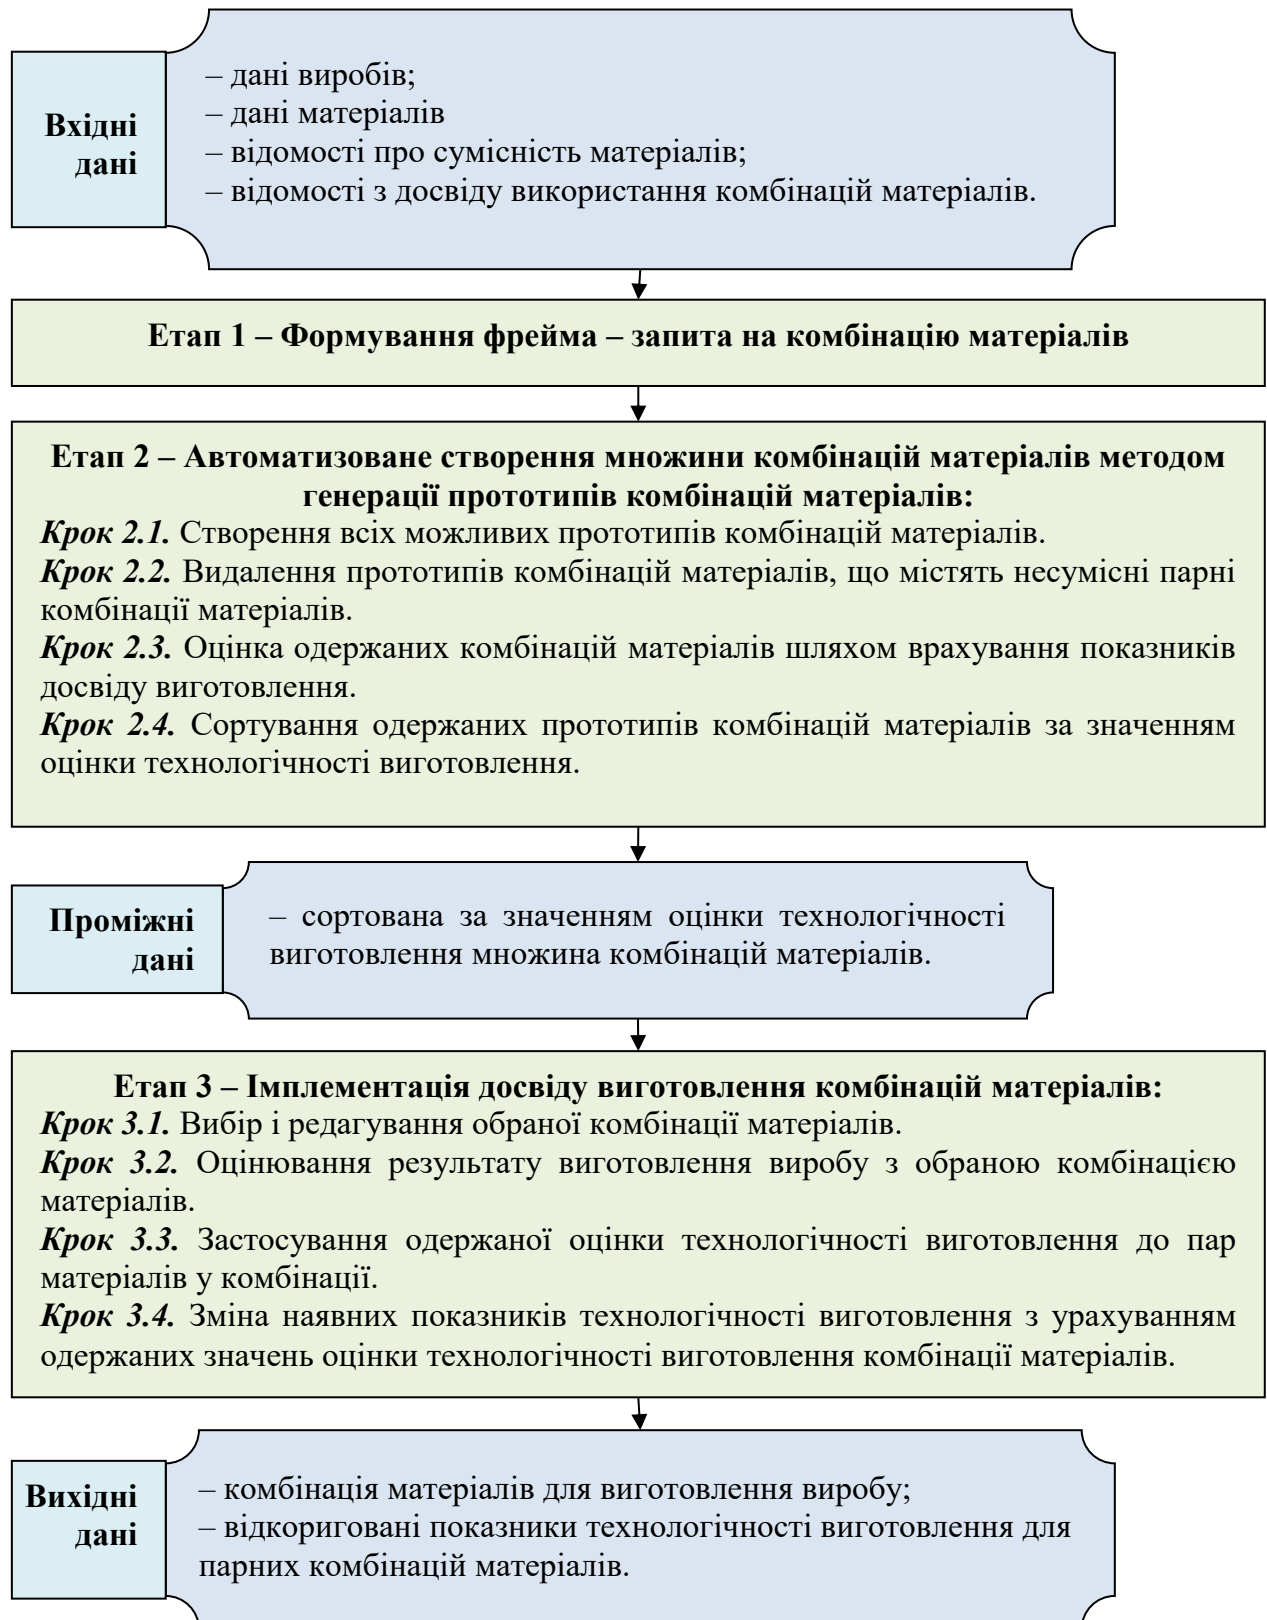 Вхідні
дані
– дані виробів;
– дані матеріалів
– відомості про сумісність матеріалів;
– відомості з досвіду використання комбінацій матеріалів.
Етап 1 – Формування фрейма – запита на комбінацію матеріалів
Етап 2 – Автоматизоване створення множини комбінацій матеріалів методом
генерації прототипів комбінацій матеріалів:
Крок 2.1. Створення всіх можливих прототипів комбінацій матеріалів.
Крок 2.2. Видалення прототипів комбінацій матеріалів, що містять несумісні парні
комбінації матеріалів.
Крок 2.3. Оцінка одержаних комбінацій матеріалів шляхом врахування показників
досвіду виготовлення.
Крок 2.4. Сортування одержаних прототипів комбінацій матеріалів за значенням
оцінки технологічності виготовлення.
Проміжні
дані
– сортована за значенням оцінки технологічності
виготовлення множина комбінацій матеріалів.
Етап 3 – Імплементація досвіду виготовлення комбінацій матеріалів:
Крок 3.1. Вибір і редагування обраної комбінації матеріалів.
Крок 3.2. Оцінювання результату виготовлення виробу з обраною комбінацією
матеріалів.
Крок 3.3. Застосування одержаної оцінки технологічності виготовлення до пар
матеріалів у комбінації.
Крок 3.4. Зміна наявних показників технологічності виготовлення з урахуванням
одержаних значень оцінки технологічності виготовлення комбінації матеріалів.
Вихідні
дані
– комбінація матеріалів для виготовлення виробу;
– відкориговані показники технологічності виготовлення для
парних комбінацій матеріалів.